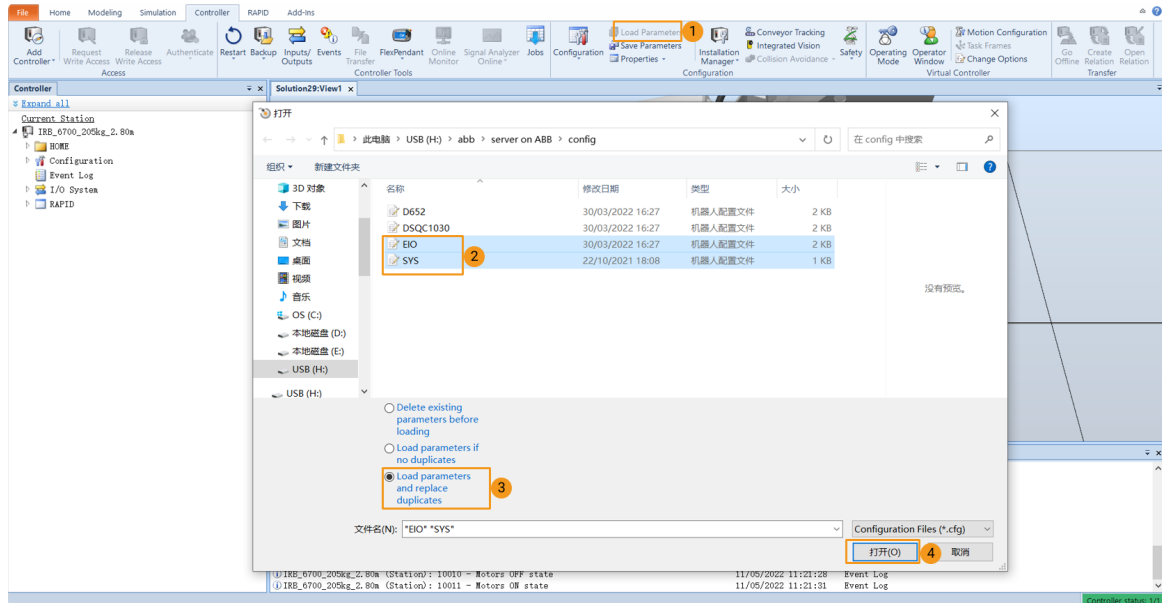 File Home Modeling Simulation Controller RAPID Add-Ins
Add Controller
Request Write Access
Release Write Access
Authenticate
Restart
Backup
Inputs/ Outputs
Events
File Transfer
FlexPendant
Online Monitor
Signal Analyzer Online
Jobs
Configuration
Load Parameter
1
Save Parameters
Properties
Installation Manager
Conveyor Tracking
Integrated Vision
Collision Avoidance
Safety
Operating Mode
Operator Window
Motion Configuration
Task Frames
Change Options
Go Offline
Create Relation
Open Relation
Access Controller Tools Configuration Virtual Controller Transfer
Controller
Solution29:View1
Expand all
Current Station
IRB_6700_205kg_2.80m
HOME
Configuration
Event Log
I/O System
RAPID
打开
此电脑 > USB (H:) > abb > server on ABB > config
在 config 中搜索
组织 新建文件夹
3D 对象
下载
图片
文档
桌面
视频
音乐
OS (C:)
本地磁盘 (D:)
本地磁盘 (E:)
USB (H:)
USB (H:)
名称 修改日期 类型 大小
D652 30/03/2022 16:27 机器人配置文件 2 KB
DSQC1030 30/03/2022 16:27 机器人配置文件 2 KB
EIO 30/03/2022 16:27 机器人配置文件 2 KB
2
SYS 22/10/2021 18:08 机器人配置文件 1 KB
没有预览。
Delete existing
parameters before
loading
Load parameters if
no duplicates
Load parameters
and replace
duplicates
3
文件名(N): "EIO" "SYS" Configuration Files (*.cfg)
打开(O) 4 取消
IRB_6700_205kg_2.80m (Station): 10010 - Motors OFF state 11/05/2022 11:21:28 Event Log
IRB_6700_205kg_2.80m (Station): 10011 - Motors ON state 11/05/2022 11:21:31 Event Log
Controller status: 1/1